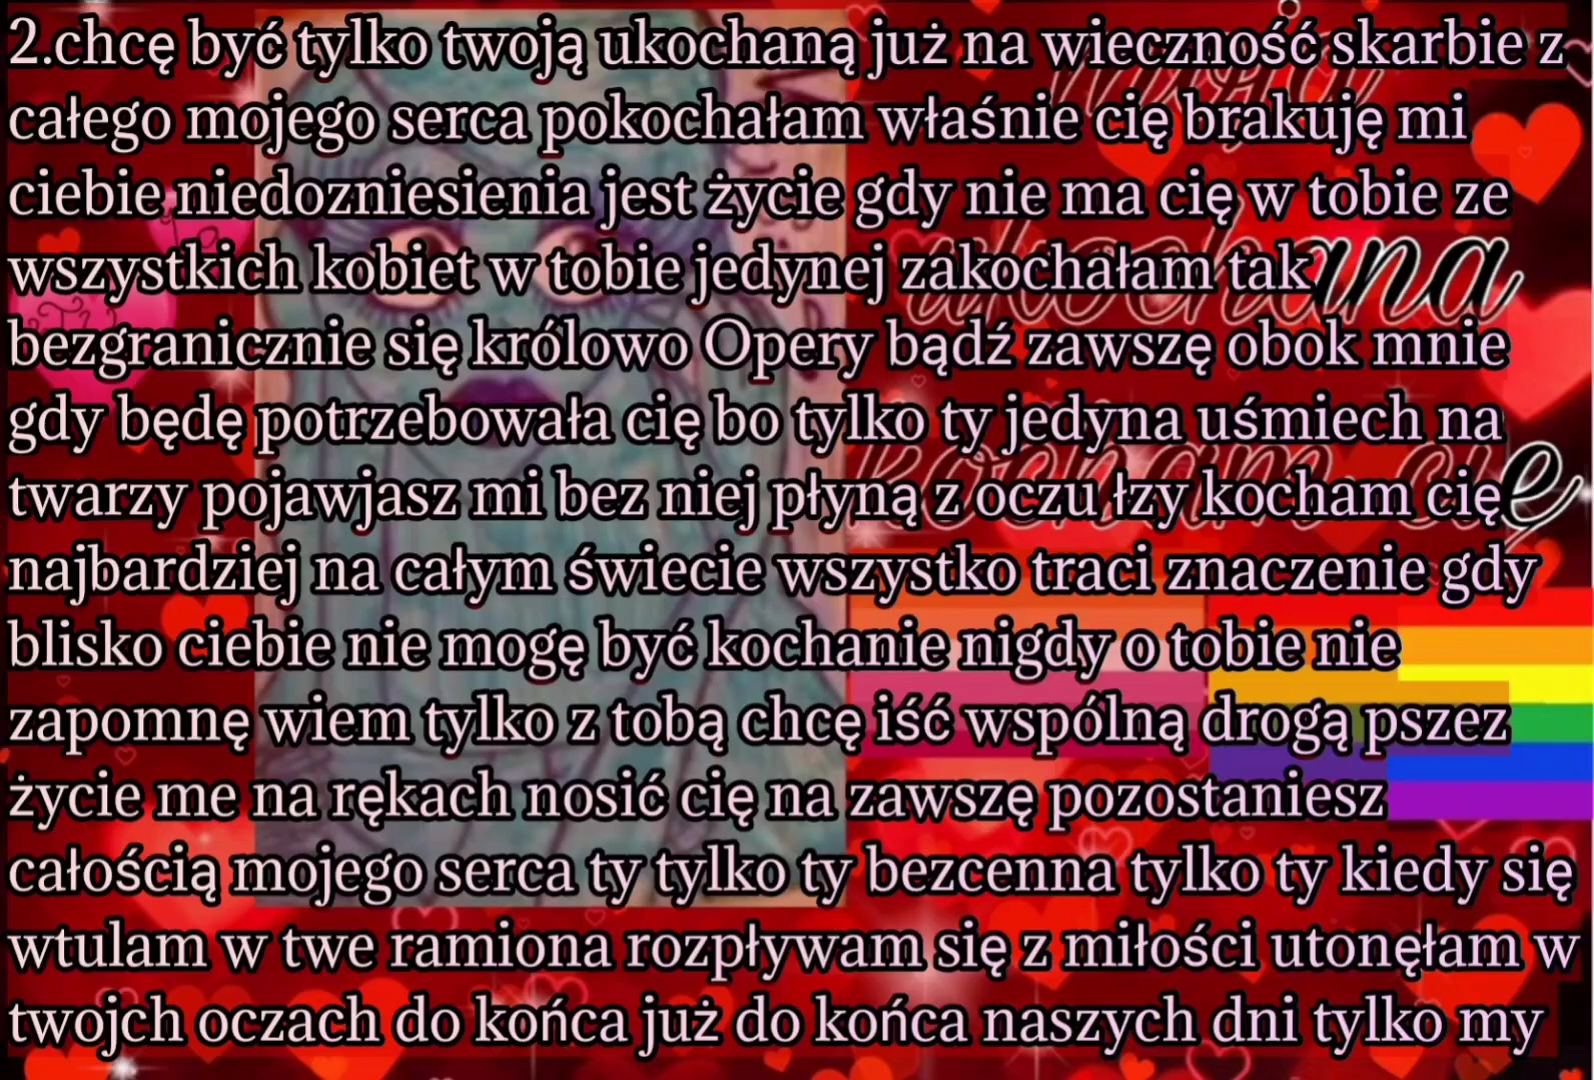 2.chcę być tylko twoją ukochaną już na wieczność skarbie z
całego mojego serca pokochałam właśnie cię brakuję mi
ciebie niedozniesienia jest życie gdy nie ma cię w tobie ze
wszystkich kobiet w tobie jedynej zakochałam tak
bezgranicznie się królowo Opery bądź zawszę obok mnie
gdy będę potrzebowała cię bo tylko ty jedyna uśmiech na
twarzy pojawjasz mi bez niej płyną z oczu łzy kocham cię
najbardziej na całym świecie wszystko traci znaczenie gdy
blisko ciebie nie mogę być kochanie nigdy o tobie nie
zapomnę wiem tylko z tobą chcę iść wspólną drogą pszez
życie me na rękach nosić cię na zawszę pozostaniesz
całością mojego serca ty tylko ty bezcenna tylko ty kiedy się
wtulam w twe ramiona rozpływam się z miłości utonęłam w
twojch oczach do końca już do końca naszych dni tylko my
moja
ukochana
kocham cię